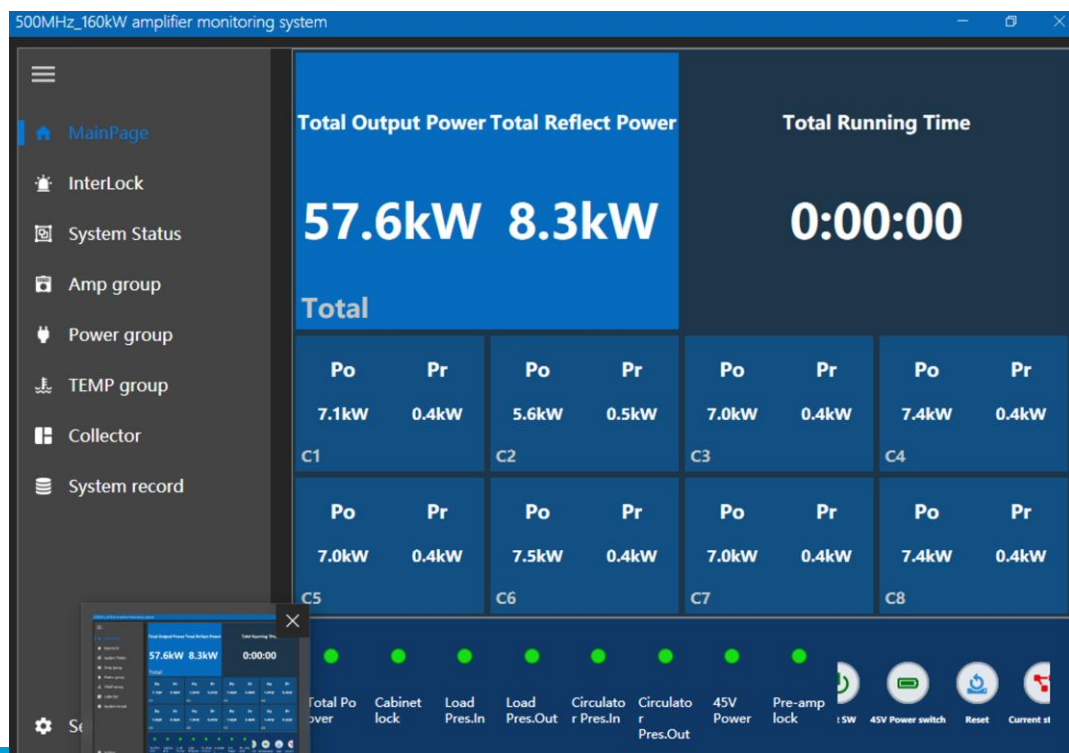 500MHz_160kW amplifier monitoring system
MainPage
InterLock
System Status
Amp group
Power group
TEMP group
Collector
System record
Total Output Power Total Reflect Power
Total Running Time
57.6kW 8.3kW
0:00:00
Total
Po Pr Po Pr Po Pr Po Pr
7.1kW 0.4kW 5.6kW 0.5kW 7.0kW 0.4kW 7.4kW 0.4kW
C1 C2 C3 C4
Po Pr Po Pr Po Pr Po Pr
7.0kW 0.4kW 7.5kW 0.4kW 7.0kW 0.4kW 7.4kW 0.4kW
C5 C6 C7 C8
57.6kW 8.3kW 0:00:00
Total Po Cabinet Load Load Circulato Circulato 45V Pre-amp
over lock Pres.In Pres.Out r Pres.In r Power lock
Pres.Out
SW 45V Power switch Reset Current st
Se